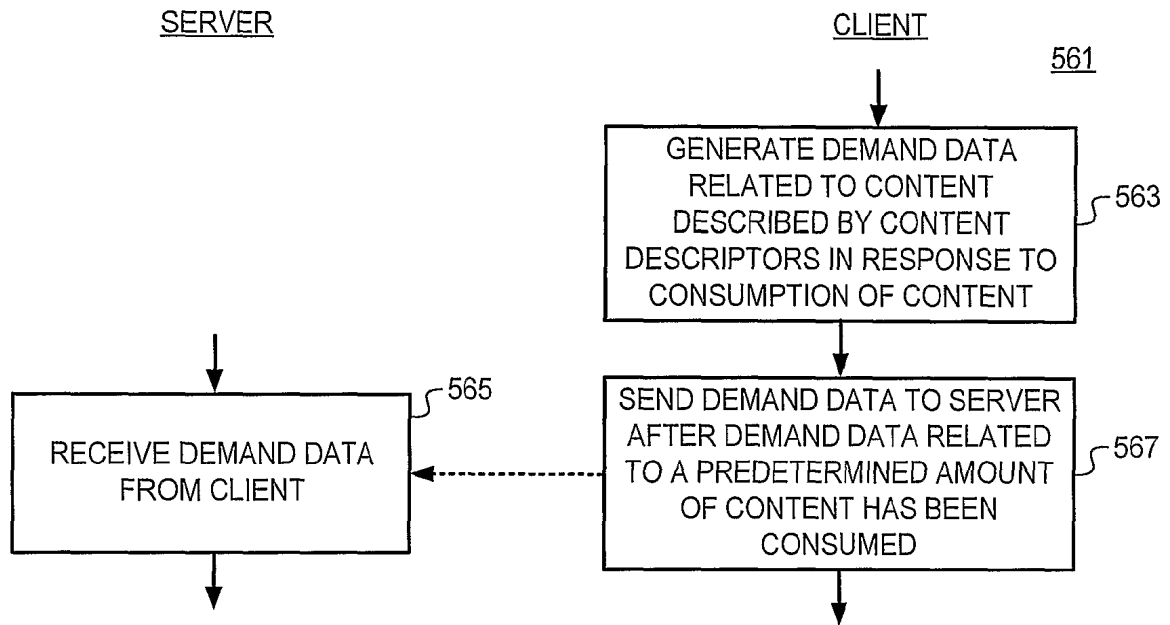 SERVER
CLIENT
561
GENERATE DEMAND DATA
RELATED TO CONTENT
DESCRIBED BY CONTENT
DESCRIPTORS IN RESPONSE TO
CONSUMPTION OF CONTENT
563
565
RECEIVE DEMAND DATA
FROM CLIENT
SEND DEMAND DATA TO SERVER
AFTER DEMAND DATA RELATED
TO A PREDETERMINED AMOUNT
OF CONTENT HAS BEEN
CONSUMED
567